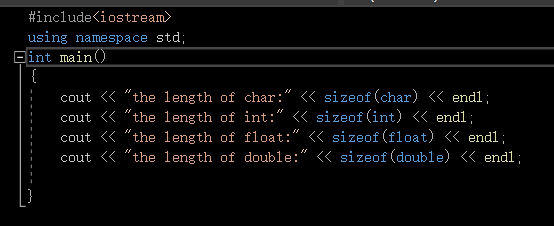 #include<iostream>
using namespace std;
int main()
{
cout << "the length of char:" << sizeof(char) << endl;
cout << "the length of int:" << sizeof(int) << endl;
cout << "the length of float:" << sizeof(float) << endl;
cout << "the length of double:" << sizeof(double) << endl;
}